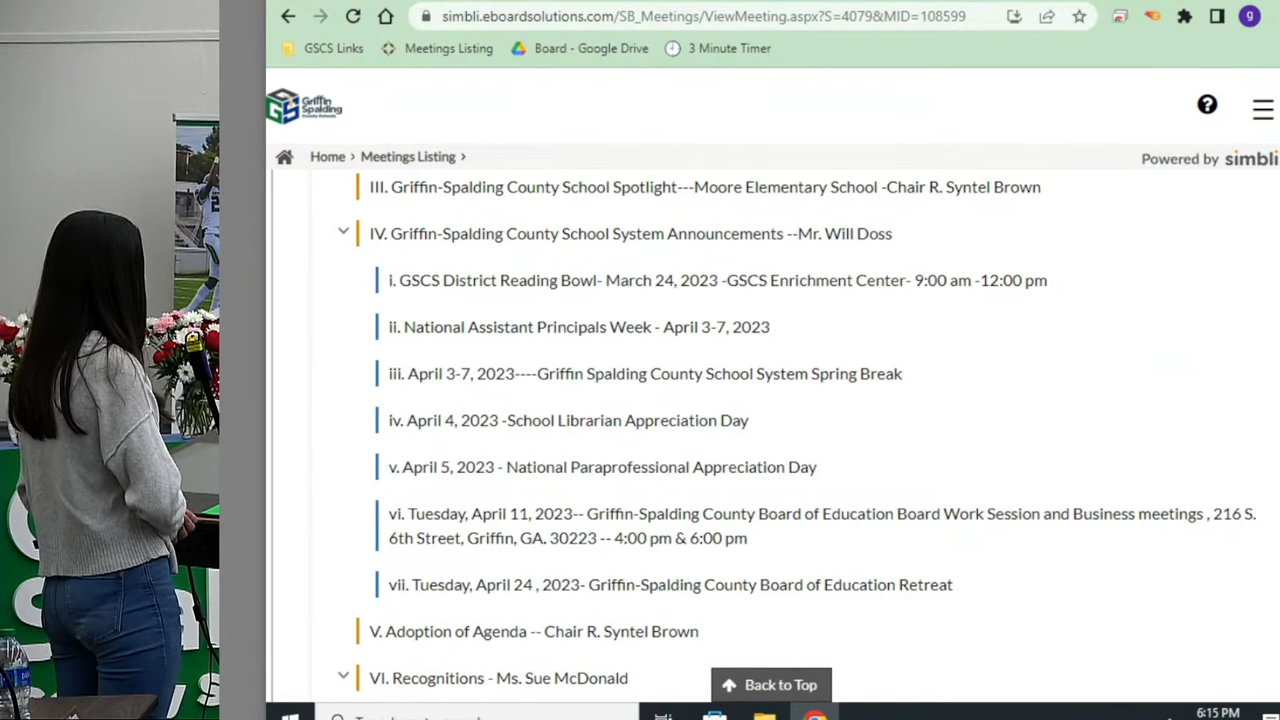 simbli.eboardsolutions.com/SB_Meetings/ViewMeeting.aspx?S=4079&MID=108599
g
GSCS Links Meetings Listing Board - Google Drive 3 Minute Timer
Griffin
Spalding
Home > Meetings Listing >
Powered by simbli
III. Griffin-Spalding County School Spotlight---Moore Elementary School -Chair R. Syntel Brown
IV. Griffin-Spalding County School System Announcements --Mr. Will Doss
i. GSCS District Reading Bowl- March 24, 2023 -GSCS Enrichment Center- 9:00 am -12:00 pm
ii. National Assistant Principals Week - April 3-7, 2023
iii. April 3-7, 2023----Griffin Spalding County School System Spring Break
iv. April 4, 2023 -School Librarian Appreciation Day
v. April 5, 2023 - National Paraprofessional Appreciation Day
vi. Tuesday, April 11, 2023-- Griffin-Spalding County Board of Education Board Work Session and Business meetings , 216 S.
6th Street, Griffin, GA. 30223 -- 4:00 pm & 6:00 pm
vii. Tuesday, April 24 , 2023- Griffin-Spalding County Board of Education Retreat
V. Adoption of Agenda -- Chair R. Syntel Brown
VI. Recognitions - Ms. Sue McDonald
Back to Top
6:15 PM